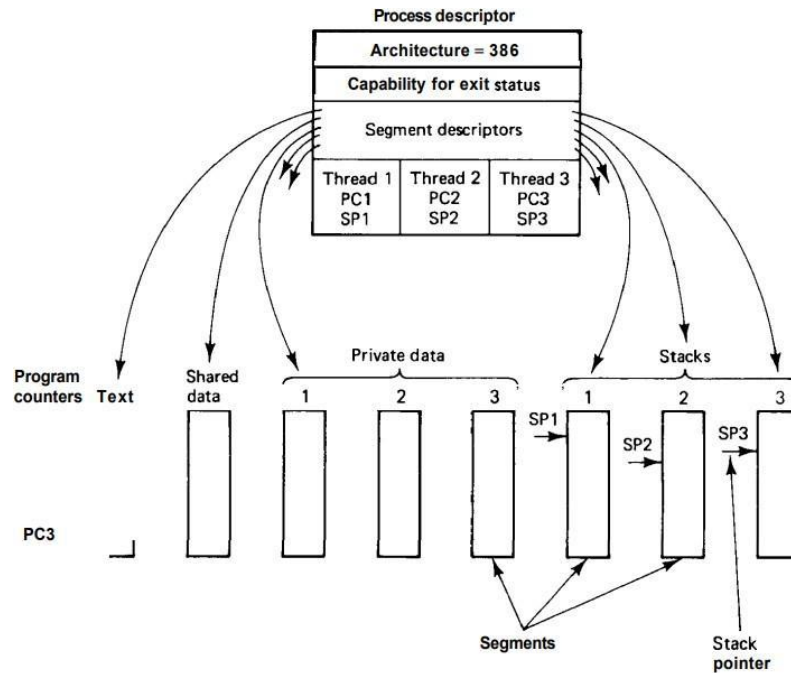 Process descriptor
Architecture = 386
Capability for exit status
Segment descriptors
Thread 1
PC1
SP1
Thread 2
PC2
SP2
Thread 3
PC3
SP3
Private data
Stacks
Program counters
Text
Shared data
1
2
3
1
2
3
SP1
SP2
SP3
PC3
Segments
Stack pointer